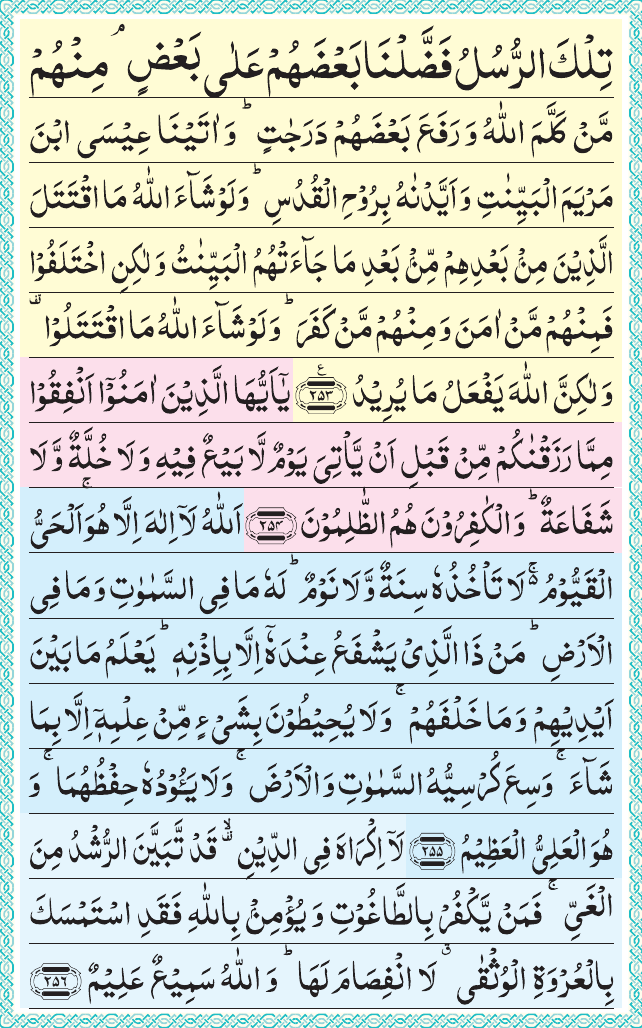 تِلْكَ الرُّسُلُ فَضَّلْنَا بَعْضَهُمْ عَلٰى بَعْضٍ ۘ مِنْهُمْ
مَّنْ كَلَّمَ اللّٰهُ وَ رَفَعَ بَعْضَهُمْ دَرَجٰتٍ ؕ وَ اٰتَيْنَا عِيْسَى ابْنَ
مَرْيَمَ الْبَيِّنٰتِ وَ اَيَّدْنٰهُ بِرُوْحِ الْقُدُسِ ؕ وَ لَوْ شَآءَ اللّٰهُ مَا اقْتَتَلَ
الَّذِيْنَ مِنْۢ بَعْدِهِمْ مِّنْۢ بَعْدِ مَا جَآءَتْهُمُ الْبَيِّنٰتُ وَ لٰكِنِ اخْتَلَفُوْا
فَمِنْهُمْ مَّنْ اٰمَنَ وَ مِنْهُمْ مَّنْ كَفَرَ ؕ وَ لَوْ شَآءَ اللّٰهُ مَا اقْتَتَلُوْا ۫
وَ لٰكِنَّ اللّٰهَ يَفْعَلُ مَا يُرِيْدُ ع ﴿۲۵۳﴾ يٰۤاَيُّهَا الَّذِيْنَ اٰمَنُوْۤا اَنْفِقُوْا
مِمَّا رَزَقْنٰكُمْ مِّنْ قَبْلِ اَنْ يَّاْتِيَ يَوْمٌ لَّا بَيْعٌ فِيْهِ وَ لَا خُلَّةٌ وَّ لَا
شَفَاعَةٌ ؕ وَ الْكٰفِرُوْنَ هُمُ الظّٰلِمُوْنَ ﴿۲۵۴﴾ اَللّٰهُ لَاۤ اِلٰهَ اِلَّا هُوَ ۚ اَلْحَيُّ
الْقَيُّوْمُ ۬ۚ لَا تَاْخُذُهٗ سِنَةٌ وَّ لَا نَوْمٌ ؕ لَهٗ مَا فِي السَّمٰوٰتِ وَ مَا فِي
الْاَرْضِ ؕ مَنْ ذَا الَّذِيْ يَشْفَعُ عِنْدَهٗۤ اِلَّا بِاِذْنِهٖ ؕ يَعْلَمُ مَا بَيْنَ
اَيْدِيْهِمْ وَ مَا خَلْفَهُمْ ۚ وَ لَا يُحِيْطُوْنَ بِشَيْءٍ مِّنْ عِلْمِهٖۤ اِلَّا بِمَا
شَآءَ ۚ وَسِعَ كُرْسِيُّهُ السَّمٰوٰتِ وَ الْاَرْضَ ۚ وَ لَا يَـُٔوْدُهٗ حِفْظُهُمَا ۚ وَ
هُوَ الْعَلِيُّ الْعَظِيْمُ ﴿۲۵۵﴾ لَاۤ اِكْرَاهَ فِي الدِّيْنِ ۙ۫ قَدْ تَّبَيَّنَ الرُّشْدُ مِنَ
الْغَيِّ ۚ فَمَنْ يَّكْفُرْ بِالطَّاغُوْتِ وَ يُؤْمِنْۢ بِاللّٰهِ فَقَدِ اسْتَمْسَكَ
بِالْعُرْوَةِ الْوُثْقٰى ۗ لَا انْفِصَامَ لَهَا ؕ وَ اللّٰهُ سَمِيْعٌ عَلِيْمٌ ﴿۲۵۶﴾